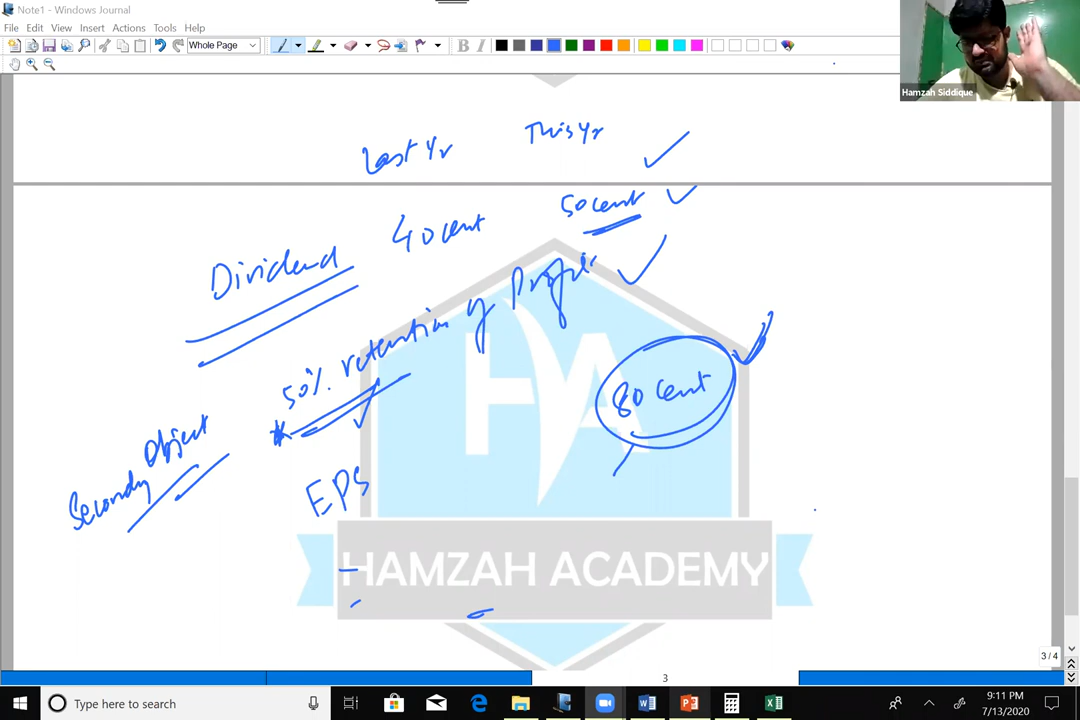 Note1 - Windows Journal
File Edit View Insert Actions Tools Help
Whole Page
B I
Hamzah Siddique
Last Yr This Yr
Dividend 40 cent 50 cent
50% retention of Profit
80 cent
Secondry Object
EPS
HA
HAMZAH ACADEMY
3/4
3
Type here to search
9:11 PM
7/13/2020